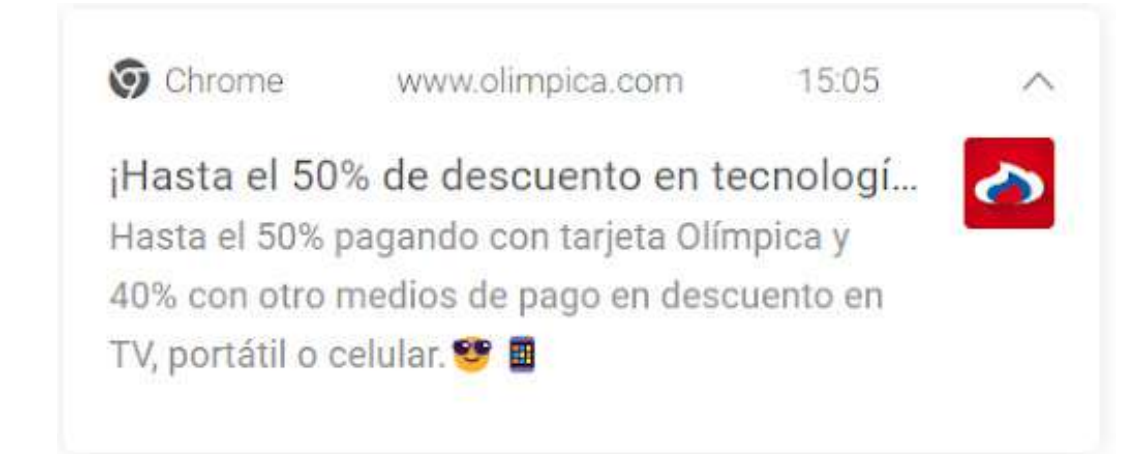 Chrome www.olimpica.com 15:05
¡Hasta el 50% de descuento en tecnologí...
Hasta el 50% pagando con tarjeta Olímpica y
40% con otro medios de pago en descuento en
TV, portátil o celular.😎📱